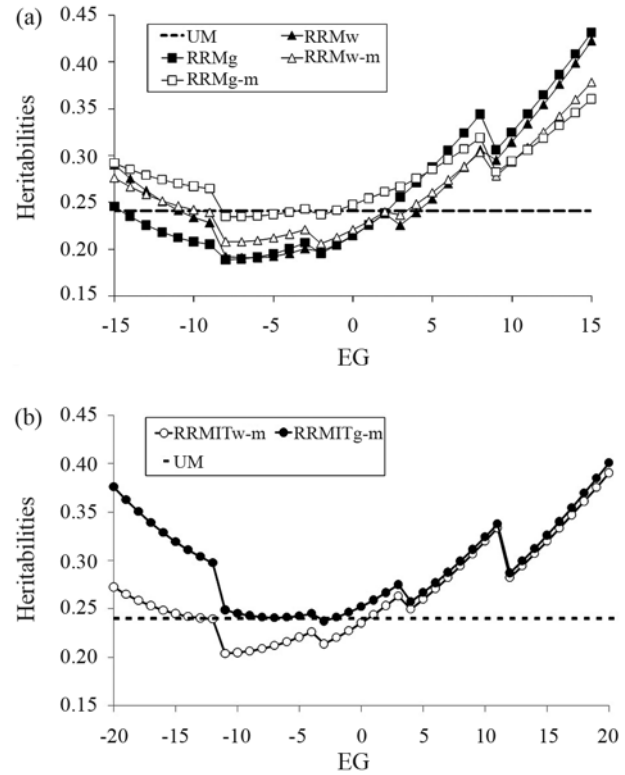 (a)
UM
RRMw
RRMg
RRMw-m
RRMg-m
Heritabilities
0.45
0.40
0.35
0.30
0.25
0.20
0.15
-15 -10 -5 0 5 10 15
EG
(b)
RRMITw-m RRMITg-m
UM
Heritabilities
0.45
0.40
0.35
0.30
0.25
0.20
0.15
-20 -15 -10 -5 0 5 10 15 20
EG